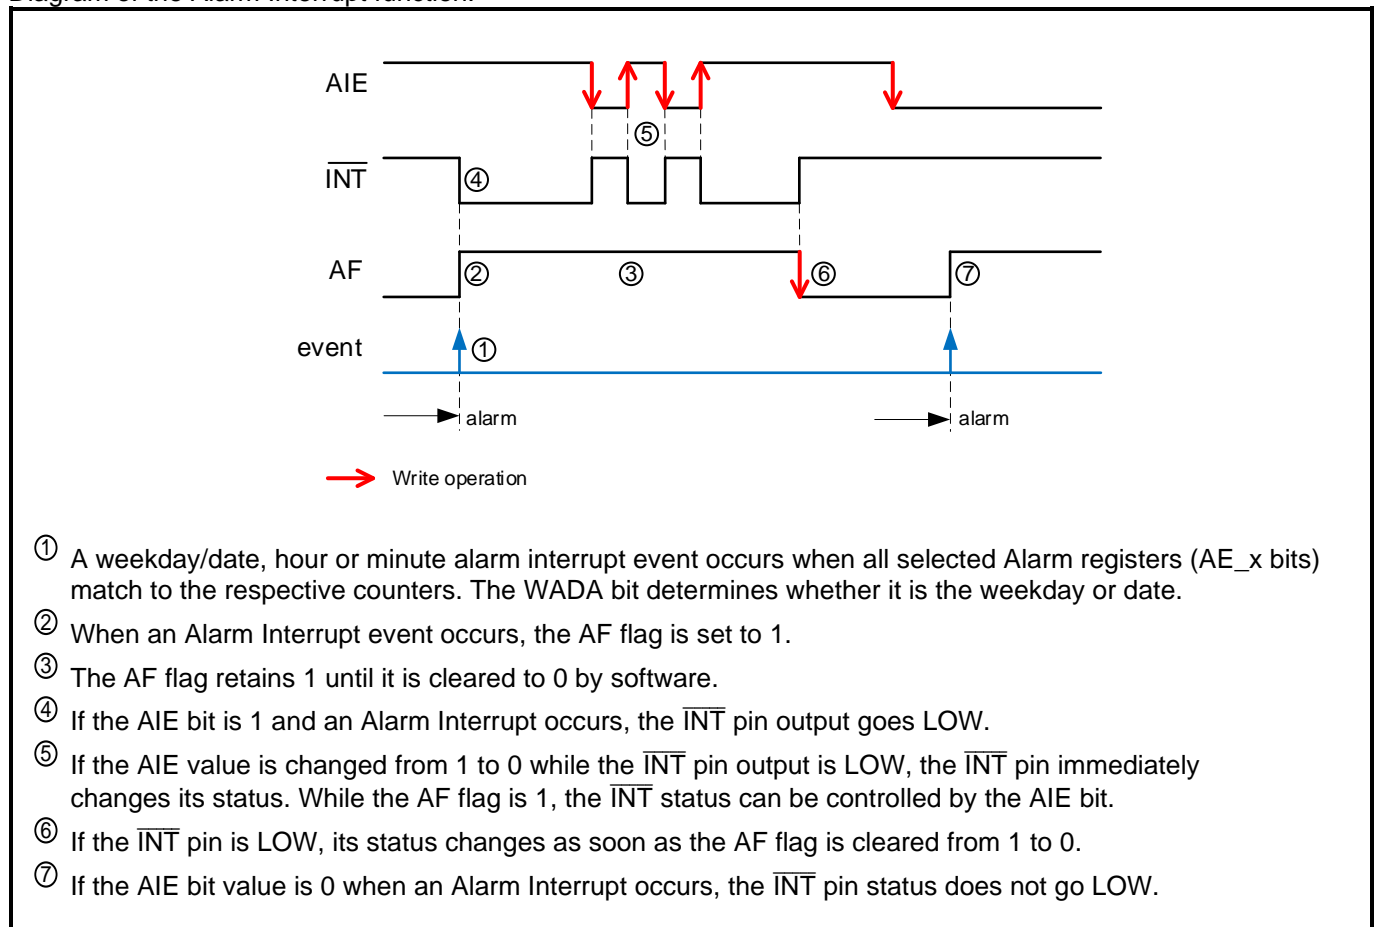 Diagram of the Alarm Interrupt function:
AIE
⑤
INT
④
AF
②
③
⑥
⑦
event
①
alarm
alarm
Write operation
① A weekday/date, hour or minute alarm interrupt event occurs when all selected Alarm registers (AE_x bits)
match to the respective counters. The WADA bit determines whether it is the weekday or date.
② When an Alarm Interrupt event occurs, the AF flag is set to 1.
③ The AF flag retains 1 until it is cleared to 0 by software.
④ If the AIE bit is 1 and an Alarm Interrupt occurs, the INT pin output goes LOW.
⑤ If the AIE value is changed from 1 to 0 while the INT pin output is LOW, the INT pin immediately
changes its status. While the AF flag is 1, the INT status can be controlled by the AIE bit.
⑥ If the INT pin is LOW, its status changes as soon as the AF flag is cleared from 1 to 0.
⑦ If the AIE bit value is 0 when an Alarm Interrupt occurs, the INT pin status does not go LOW.